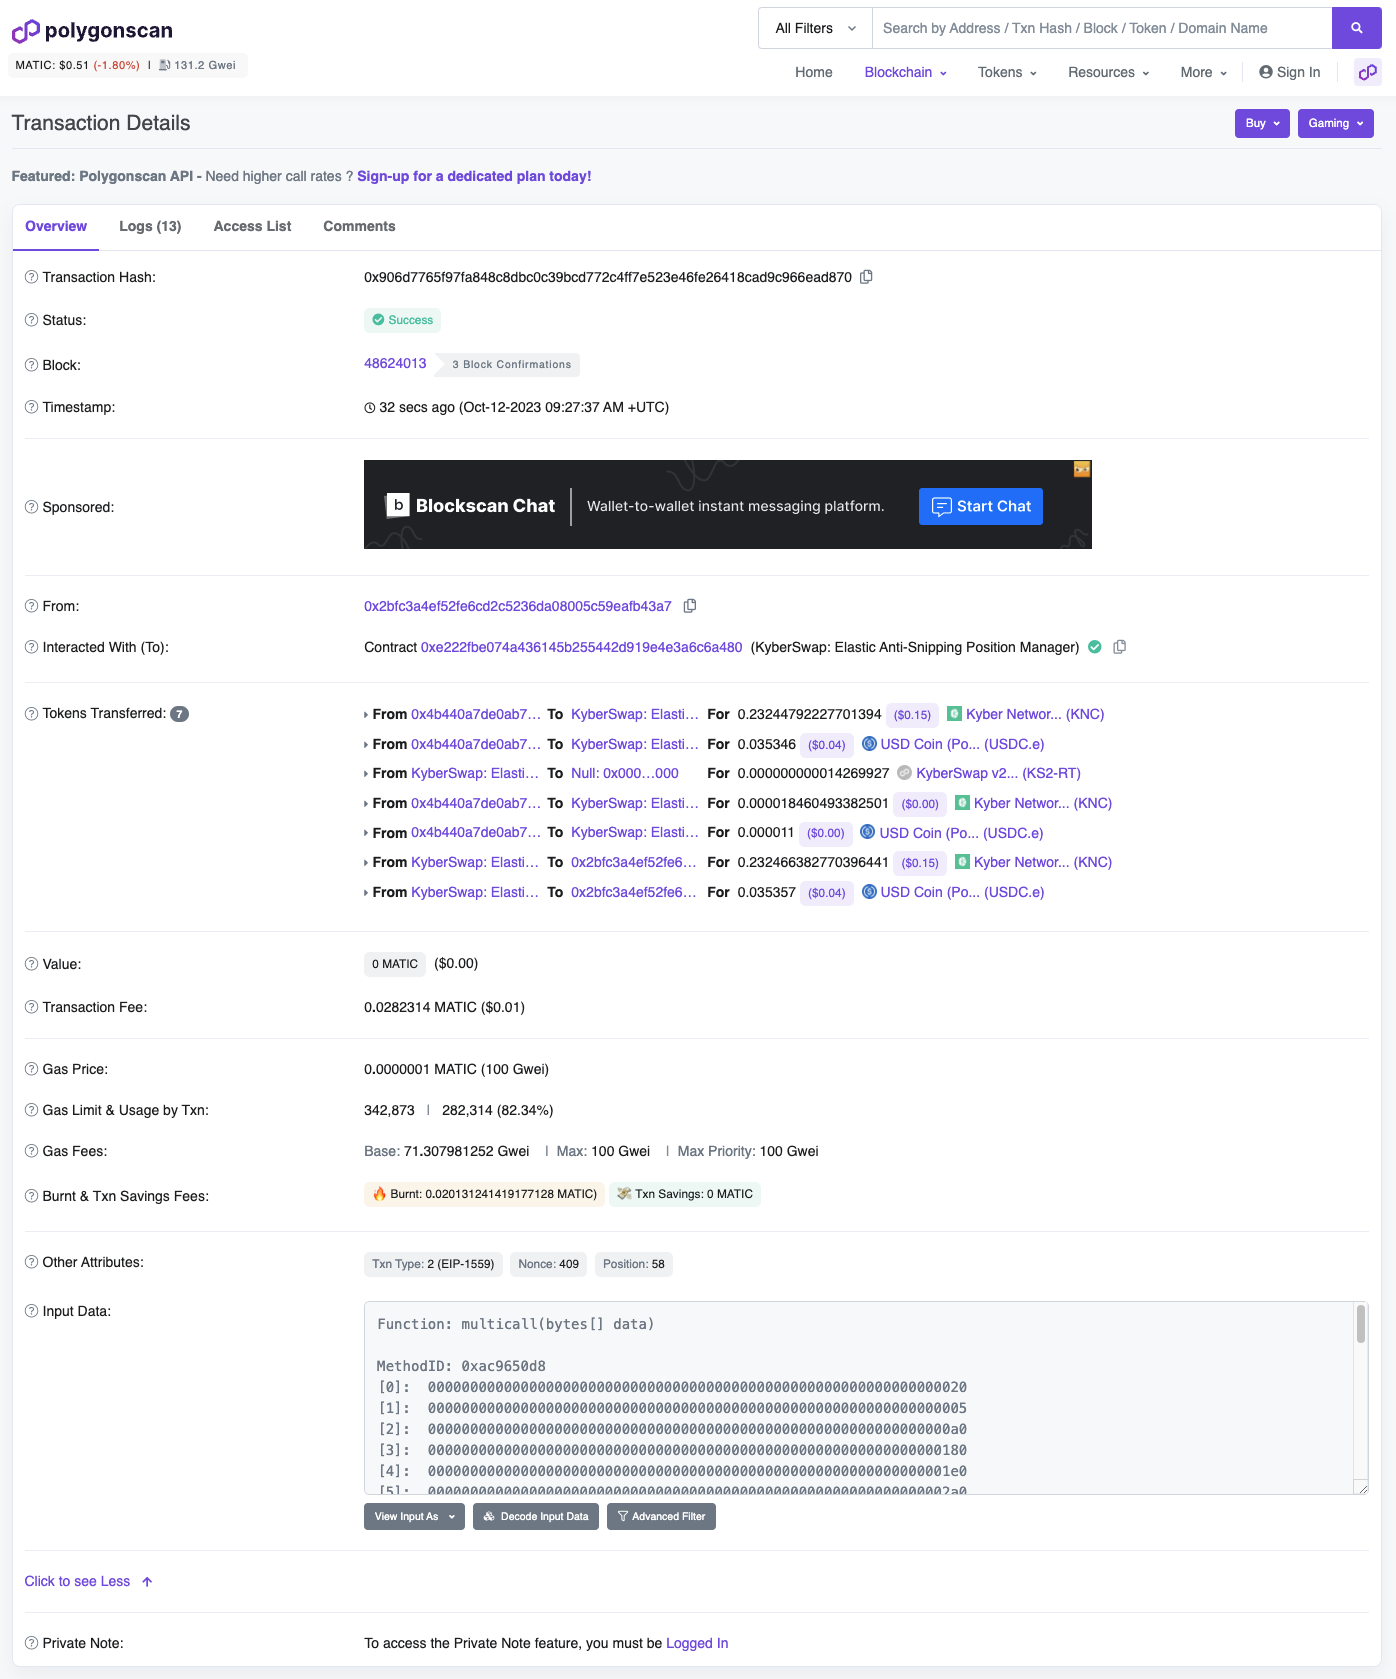 polygonscan
All Filters
Search by Address / Txn Hash / Block / Token / Domain Name
MATIC: $0.51 (-1.80%) | 131.2 Gwei
Home Blockchain Tokens Resources More Sign In
Transaction Details
Buy Gaming
Featured: Polygonscan API - Need higher call rates ? Sign-up for a dedicated plan today!
Overview Logs (13) Access List Comments
Transaction Hash: 0x906d7765f97fa848c8dbc0c39bcd772c4ff7e523e46fe26418cad9c966ead870
Status: Success
Block: 48624013 3 Block Confirmations
Timestamp: 32 secs ago (Oct-12-2023 09:27:37 AM +UTC)
Sponsored: b Blockscan Chat | Wallet-to-wallet instant messaging platform. Start Chat
From: 0x2bfc3a4ef52fe6cd2c5236da08005c59eafb43a7
Interacted With (To): Contract 0xe222fbe074a436145b255442d919e4e3a6c6a480 (KyberSwap: Elastic Anti-Snipping Position Manager)
Tokens Transferred: 7
From 0x4b440a7de0ab7... To KyberSwap: Elasti... For 0.23244792227701394 ($0.15) Kyber Networ... (KNC)
From 0x4b440a7de0ab7... To KyberSwap: Elasti... For 0.035346 ($0.04) USD Coin (Po... (USDC.e)
From KyberSwap: Elasti... To Null: 0x000...000 For 0.000000000014269927 KyberSwap v2... (KS2-RT)
From 0x4b440a7de0ab7... To KyberSwap: Elasti... For 0.000018460493382501 ($0.00) Kyber Networ... (KNC)
From 0x4b440a7de0ab7... To KyberSwap: Elasti... For 0.000011 ($0.00) USD Coin (Po... (USDC.e)
From KyberSwap: Elasti... To 0x2bfc3a4ef52fe6... For 0.232466382770396441 ($0.15) Kyber Networ... (KNC)
From KyberSwap: Elasti... To 0x2bfc3a4ef52fe6... For 0.035357 ($0.04) USD Coin (Po... (USDC.e)
Value: 0 MATIC ($0.00)
Transaction Fee: 0.0282314 MATIC ($0.01)
Gas Price: 0.0000001 MATIC (100 Gwei)
Gas Limit & Usage by Txn: 342,873 | 282,314 (82.34%)
Gas Fees: Base: 71.307981252 Gwei | Max: 100 Gwei | Max Priority: 100 Gwei
Burnt & Txn Savings Fees: Burnt: 0.020131241419177128 MATIC) Txn Savings: 0 MATIC
Other Attributes: Txn Type: 2 (EIP-1559) Nonce: 409 Position: 58
Input Data:
Function: multicall(bytes[] data)
MethodID: 0xac9650d8
[0]: 0000000000000000000000000000000000000000000000000000000000000020
[1]: 0000000000000000000000000000000000000000000000000000000000000005
[2]: 00000000000000000000000000000000000000000000000000000000000000a0
[3]: 0000000000000000000000000000000000000000000000000000000000000180
[4]: 00000000000000000000000000000000000000000000000000000000000001e0
[5]: 00000000000000000000000000000000000000000000000000000000000002a0
View Input As Decode Input Data Advanced Filter
Click to see Less
Private Note: To access the Private Note feature, you must be Logged In